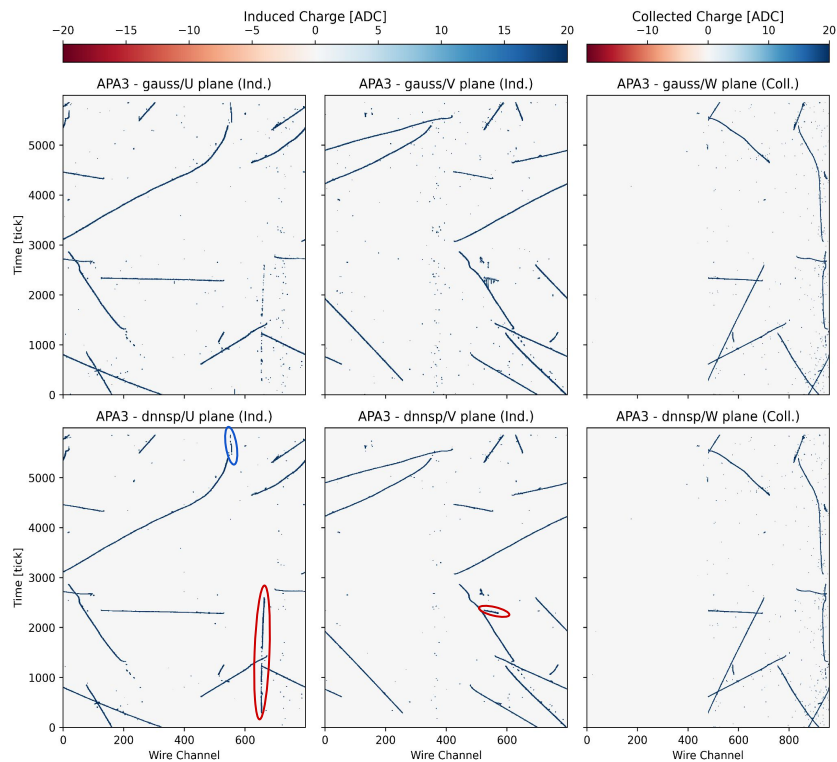 Induced Charge [ADC]
Collected Charge [ADC]
−20 −15 −10 −5 0 5 10 15 20
−10 0 10 20
APA3 - gauss/U plane (Ind.)
APA3 - gauss/V plane (Ind.)
APA3 - gauss/W plane (Coll.)
5000
4000
3000
2000
1000
0
Time [tick]
APA3 - dnnsp/U plane (Ind.)
APA3 - dnnsp/V plane (Ind.)
APA3 - dnnsp/W plane (Coll.)
5000
4000
3000
2000
1000
0
Time [tick]
0 200 400 600
0 200 400 600
0 200 400 600 800
Wire Channel
Wire Channel
Wire Channel